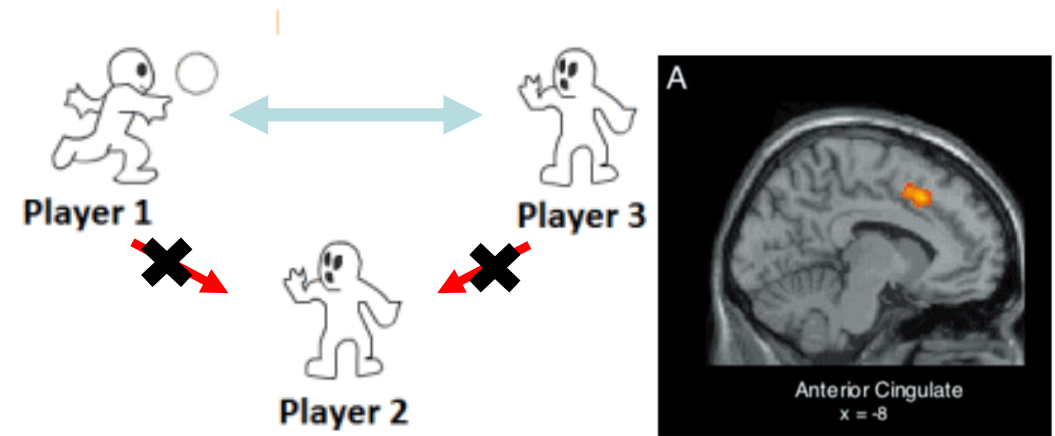 Player 1
Player 3
Player 2
A
Anterior Cingulate
x = -8